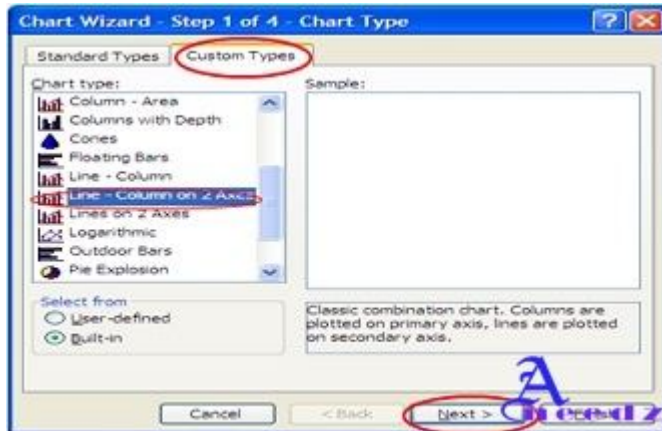 Chart Wizard - Step 1 of 4 - Chart Type
Standard Types Custom Types
Chart type:
Column - Area
Columns with Depth
Cones
Floating Bars
Line - Column
Line - Column on 2 Axes
Lines on 2 Axes
Logarithmic
Outdoor Bars
Pie Explosion
Sample:
Select from
User-defined
Built-in
Classic combination chart. Columns are
plotted on primary axis, lines are plotted
on secondary axis.
Cancel < Back Next >
A